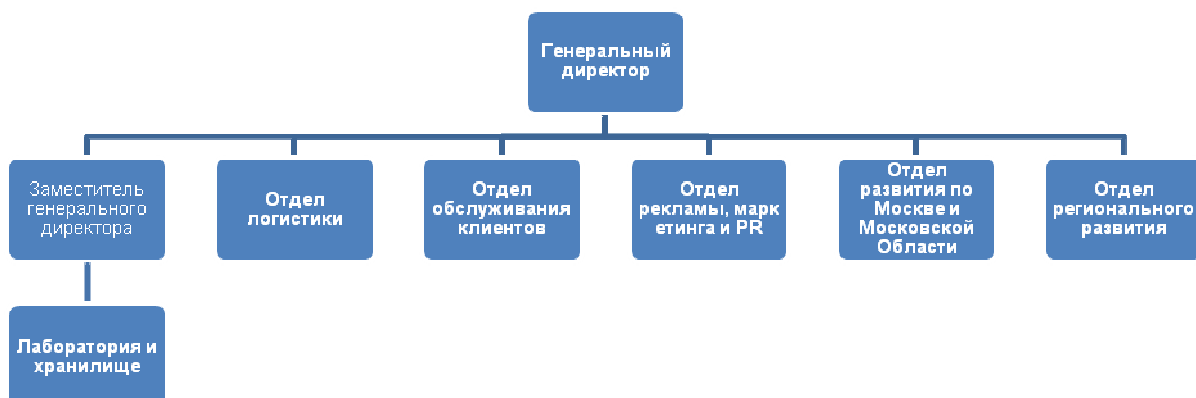 Генеральный
директор
Заместитель
генерального
директора
Отдел
логистики
Отдел
обслуживания
клиентов
Отдел
рекламы, марк
етинга и PR
Отдел
развития по
Москве и
Московской
Области
Отдел
регионального
развития
Лаборатория и
хранилище